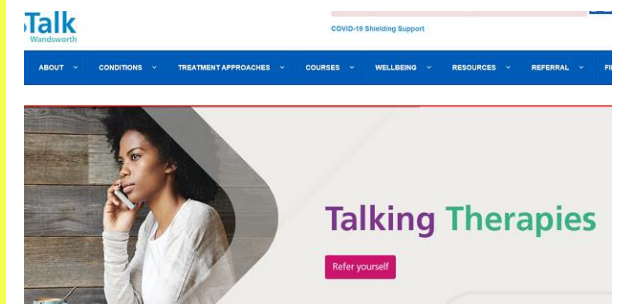 Talk
Wandsworth
COVID-19 Shielding Support
ABOUT CONDITIONS TREATMENT APPROACHES COURSES WELLBEING RESOURCES REFERRAL
Talking Therapies
Refer yourself